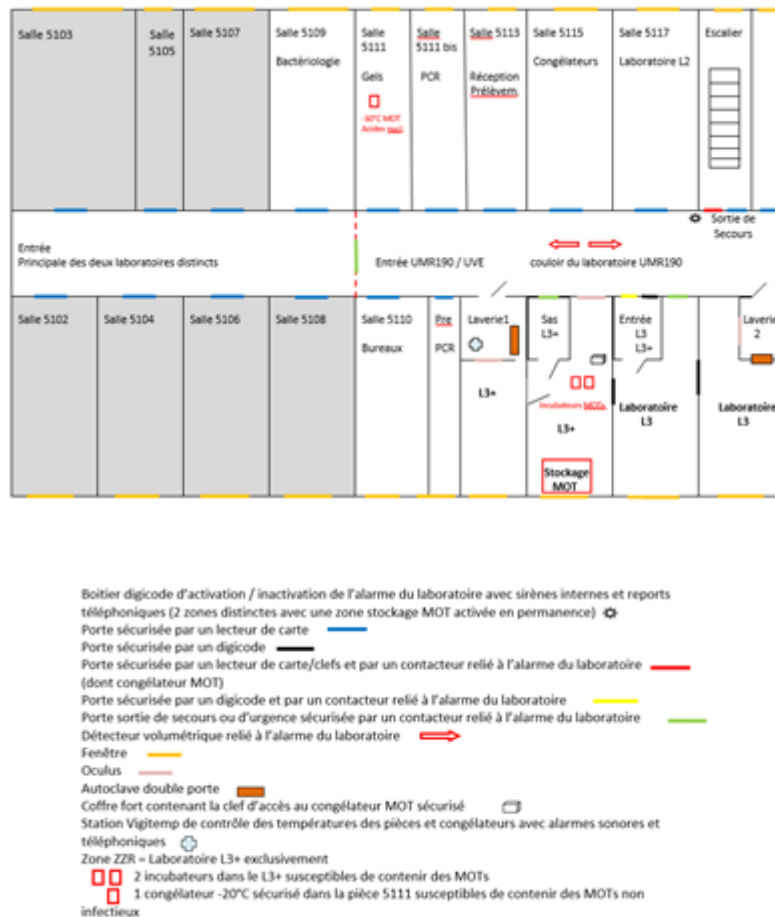 Salle 5103
Salle 5105
Salle 5107
Salle 5109
Bactériologie
Salle 5111
Gels
-30°C MOT
Acides nucl
Salle 5111 bis
PCR
Salle 5113
Réception
Prélèvem.
Salle 5115
Congélateurs
Salle 5117
Laboratoire L2
Escalier
Sortie de
Secours
Entrée
Principale des deux laboratoires distincts
Entrée UMR190 / UVE
couloir du laboratoire UMR190
Salle 5102
Salle 5104
Salle 5106
Salle 5108
Salle 5110
Bureaux
Pre
PCR
Laverie1
L3+
Sas
L3+
Incubateurs MOTs
L3+
Stockage
MOT
Entrée
L3
L3+
Laboratoire
L3
Laverie
2
Laboratoire
L3
Boitier digicode d'activation / inactivation de l'alarme du laboratoire avec sirènes internes et reports
téléphoniques (2 zones distinctes avec une zone stockage MOT activée en permanence)
Porte sécurisée par un lecteur de carte
Porte sécurisée par un digicode
Porte sécurisée par un lecteur de carte/clefs et par un contacteur relié à l'alarme du laboratoire
(dont congélateur MOT)
Porte sécurisée par un digicode et par un contacteur relié à l'alarme du laboratoire
Porte sortie de secours ou d'urgence sécurisée par un contacteur relié à l'alarme du laboratoire
Détecteur volumétrique relié à l'alarme du laboratoire
Fenêtre
Oculus
Autoclave double porte
Coffre fort contenant la clef d'accès au congélateur MOT sécurisé
Station Vigitemp de contrôle des températures des pièces et congélateurs avec alarmes sonores et
téléphoniques
Zone ZZR = Laboratoire L3+ exclusivement
2 incubateurs dans le L3+ susceptibles de contenir des MOTs
1 congélateur -20°C sécurisé dans la pièce 5111 susceptibles de contenir des MOTs non
infectieux